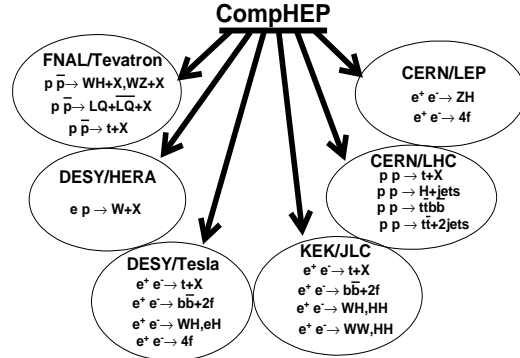 CompHEP
FNAL/Tevatron
p p̅→ WH+X,WZ+X
p p̅→ LQ+L̅Q̅+X
p p̅→ t+X
DESY/HERA
e p → W+X
DESY/Tesla
e⁺ e⁻→ t+X
e⁺ e⁻→ bb̅+2f
e⁺ e⁻→ WH,eH
e⁺ e⁻→ 4f
KEK/JLC
e⁺ e⁻→ t+X
e⁺ e⁻→ bb̅+2f
e⁺ e⁻→ WH,HH
e⁺ e⁻→ WW,HH
CERN/LHC
p p → t+X
p p → H+jets
p p → tt̅bb̅
p p → tt̅+2jets
CERN/LEP
e⁺ e⁻→ ZH
e⁺ e⁻→ 4f